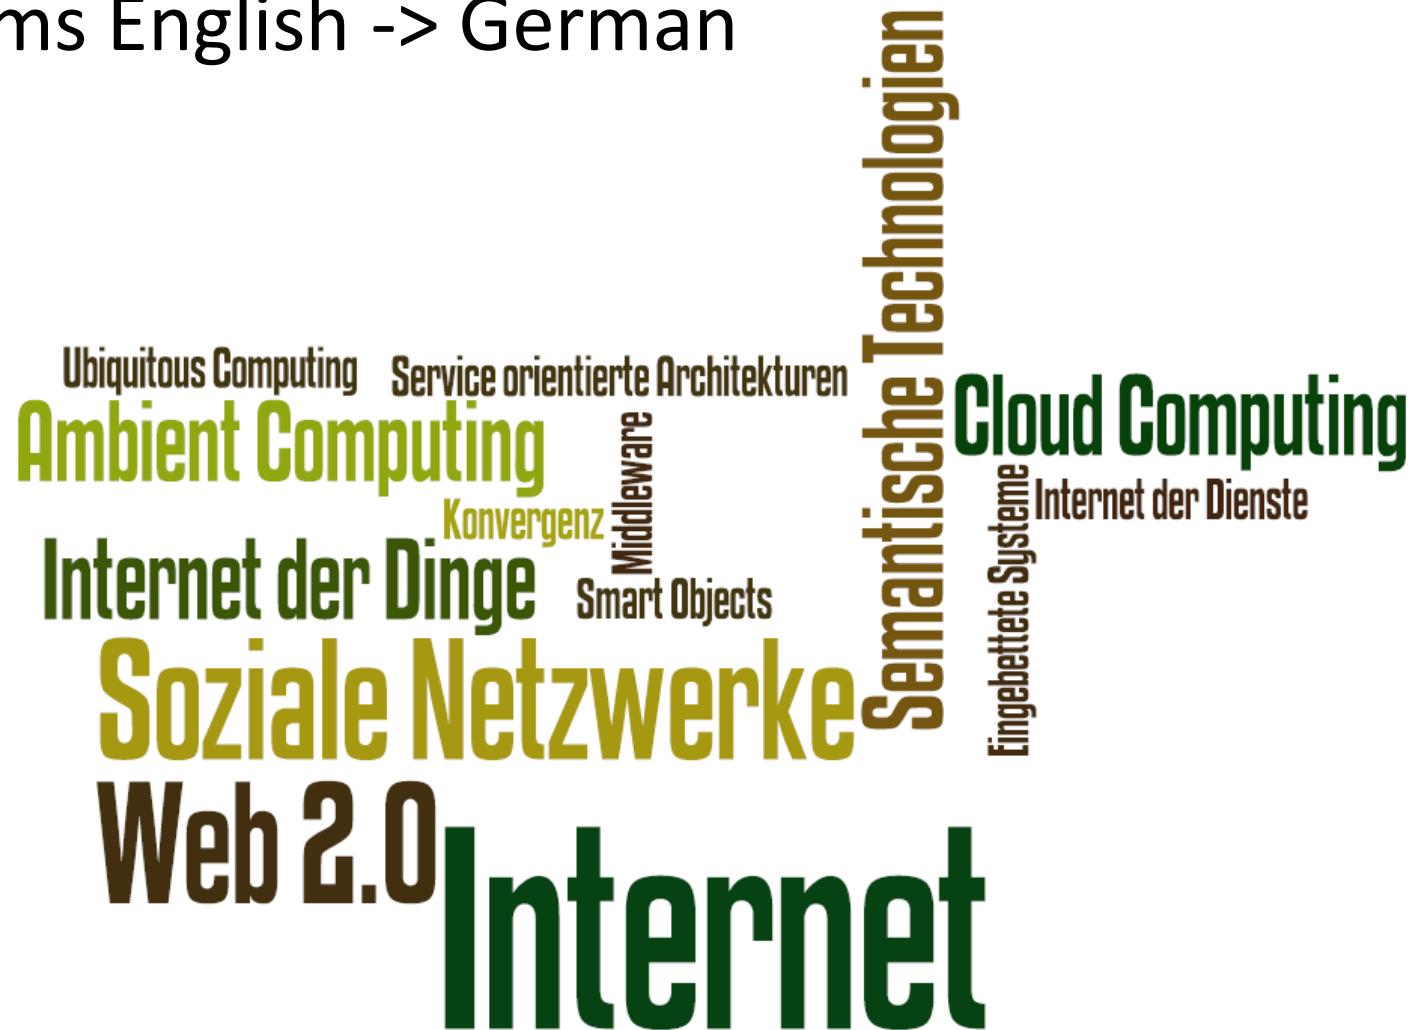 ms English -> German
Semantische Technologien
Ubiquitous Computing
Service orientierte Architekturen
Cloud Computing
Ambient Computing
Middleware
Eingebettete Systeme
Internet der Dienste
Konvergenz
Internet der Dinge
Smart Objects
Soziale Netzwerke
Web 2.0
Internet